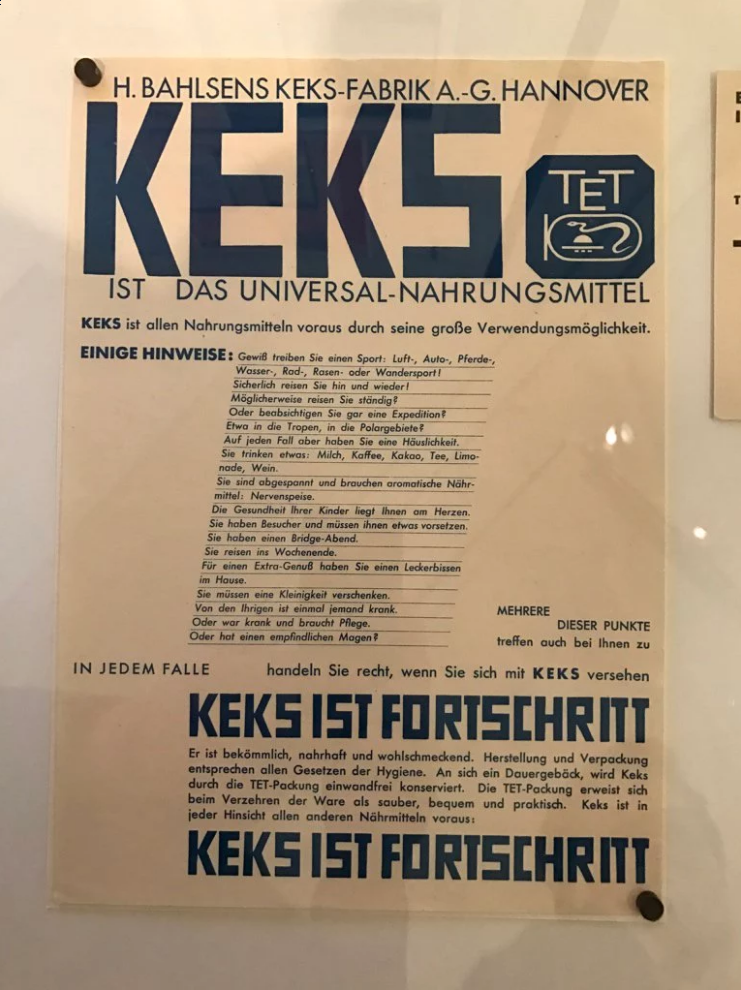 H. BAHLSENS KEKS-FABRIK A.-G. HANNOVER
KEKS
TET
IST DAS UNIVERSAL-NAHRUNGSMITTEL
KEKS ist allen Nahrungsmitteln voraus durch seine große Verwendungsmöglichkeit.
EINIGE HINWEISE: Gewiß treiben Sie einen Sport: Luft-, Auto-, Pferde-,
Wasser-, Rad-, Rasen- oder Wandersport!
Sicherlich reisen Sie hin und wieder!
Möglicherweise reisen Sie ständig?
Oder beabsichtigen Sie gar eine Expedition?
Etwa in die Tropen, in die Polargebiete?
Auf jeden Fall aber haben Sie eine Häuslichkeit.
Sie trinken etwas: Milch, Kaffee, Kakao, Tee, Limo-
nade, Wein.
Sie sind abgespannt und brauchen aromatische Nähr-
mittel: Nervenspeise.
Die Gesundheit Ihrer Kinder liegt Ihnen am Herzen.
Sie haben Besucher und müssen ihnen etwas vorsetzen.
Sie haben einen Bridge-Abend.
Sie reisen ins Wochenende.
Für einen Extra-Genuß haben Sie einen Leckerbissen
im Hause.
Sie müssen eine Kleinigkeit verschenken.
Von den Ihrigen ist einmal jemand krank.
Oder war krank und braucht Pflege.
Oder hat einen empfindlichen Magen?
MEHRERE
DIESER PUNKTE
treffen auch bei Ihnen zu
IN JEDEM FALLE handeln Sie recht, wenn Sie sich mit KEKS versehen
KEKS IST FORTSCHRITT
Er ist bekömmlich, nahrhaft und wohlschmeckend. Herstellung und Verpackung
entsprechen allen Gesetzen der Hygiene. An sich ein Dauergebäck, wird Keks
durch die TET-Packung einwandfrei konserviert. Die TET-Packung erweist sich
beim Verzehren der Ware als sauber, bequem und praktisch. Keks ist in
jeder Hinsicht allen anderen Nährmitteln voraus:
KEKS IST FORTSCHRITT